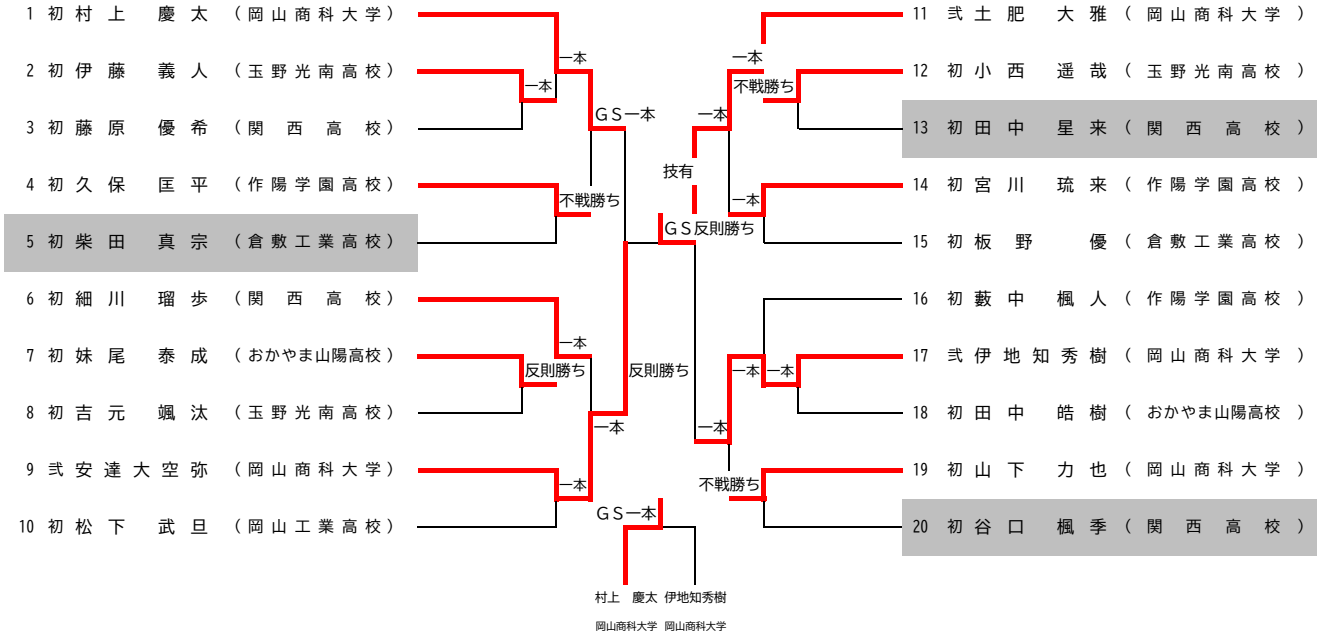 1 初 村上 慶太 (岡山商科大学)
2 初 伊藤 義人 (玉野光南高校)
3 初 藤原 優希 (関西高校)
4 初 久保 匡平 (作陽学園高校)
5 初 柴田 真宗 (倉敷工業高校)
6 初 細川 瑠歩 (関西高校)
7 初 妹尾 泰成 (おかやま山陽高校)
8 初 吉元 颯汰 (玉野光南高校)
9 弐 安達大空弥 (岡山商科大学)
10 初 松下 武旦 (岡山工業高校)
一本
一本
GS一本
不戦勝ち
一本
反則勝ち
反則勝ち
一本
一本
一本
不戦勝ち
一本
技有
一本
GS反則勝ち
一本
一本
一本
不戦勝ち
GS一本
村上 慶太 伊地知秀樹
岡山商科大学 岡山商科大学
11 弐 土肥 大雅 (岡山商科大学)
12 初 小西 遥哉 (玉野光南高校)
13 初 田中 星来 (関西高校)
14 初 宮川 琉来 (作陽学園高校)
15 初 板野 優 (倉敷工業高校)
16 初 藪中 楓人 (作陽学園高校)
17 弐 伊地知秀樹 (岡山商科大学)
18 初 田中 皓樹 (おかやま山陽高校)
19 初 山下 力也 (岡山商科大学)
20 初 谷口 楓季 (関西高校)